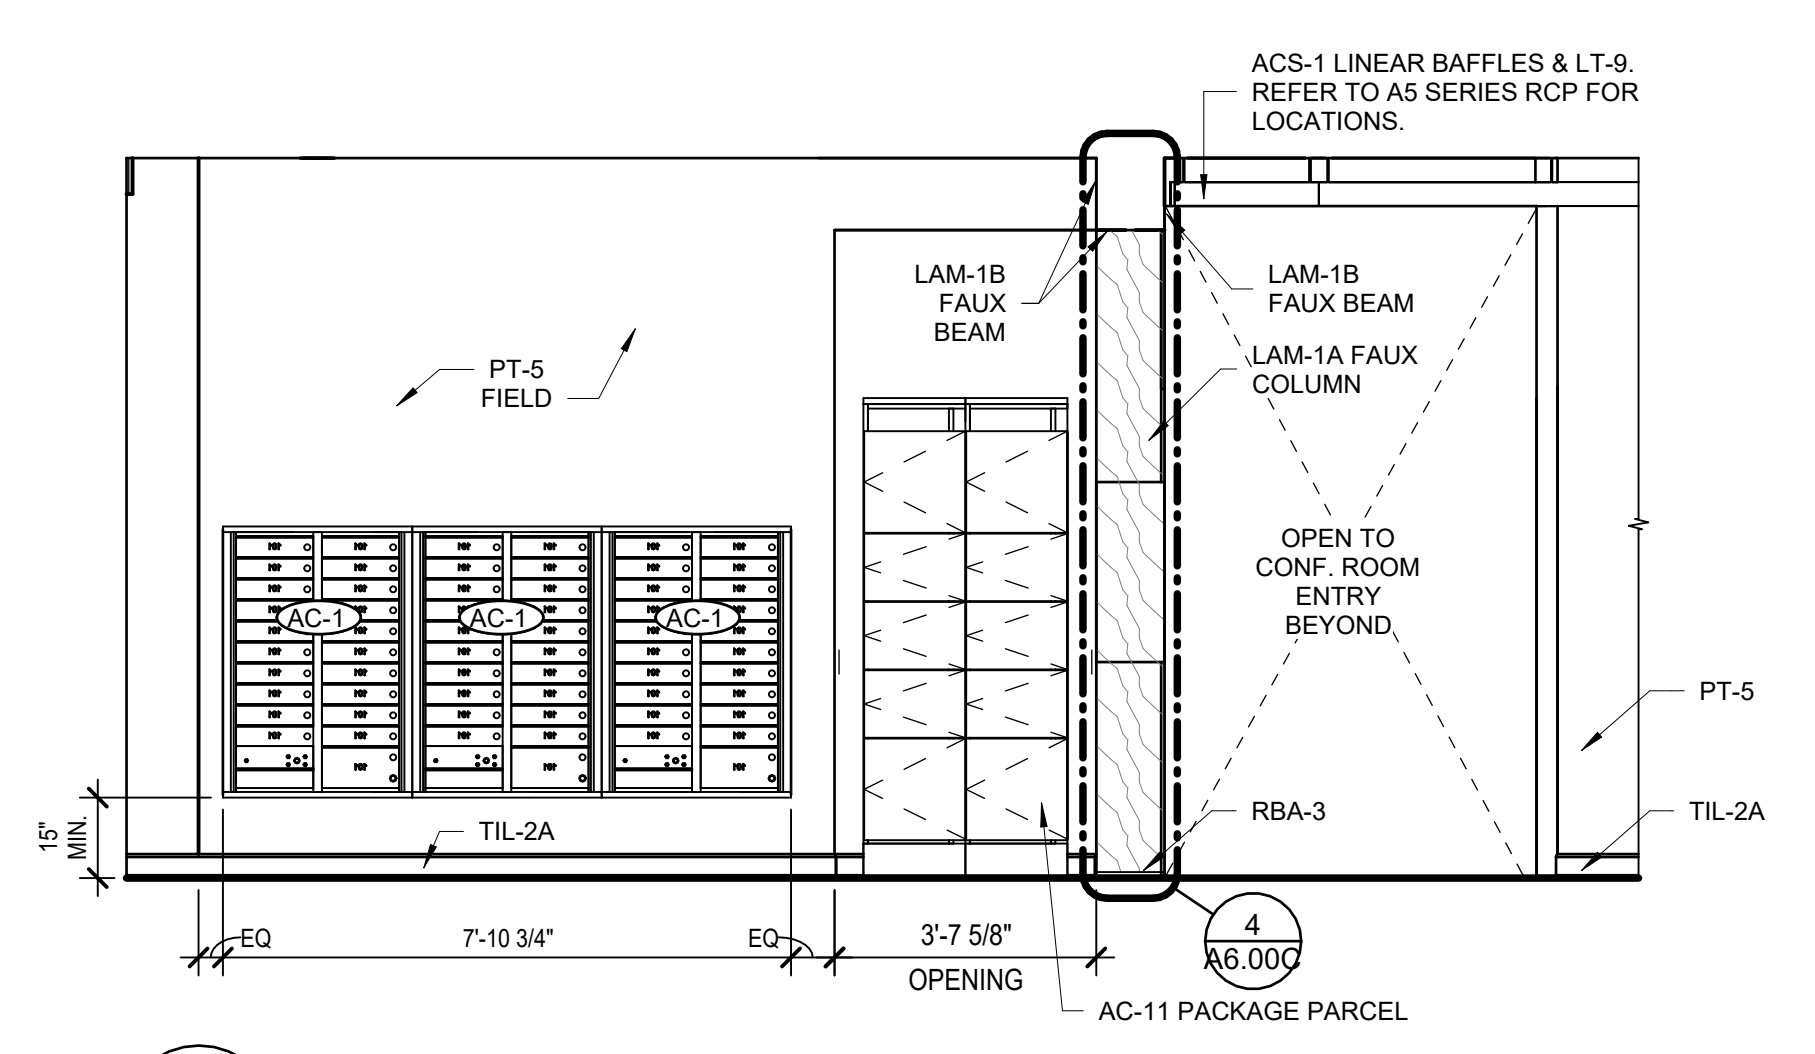 ACS-1 LINEAR BAFFLES & LT-9.
REFER TO A5 SERIES RCP FOR
LOCATIONS.
LAM-1B
FAUX
BEAM
LAM-1B
FAUX BEAM
LAM-1A FAUX
COLUMN
PT-5
FIELD
OPEN TO
CONF. ROOM
ENTRY
BEYOND
AC-1
AC-1
AC-1
PT-5
15"
MIN.
TIL-2A
RBA-3
TIL-2A
EQ
7'-10 3/4"
EQ
3'-7 5/8"
OPENING
4
A6.00C
AC-11 PACKAGE PARCEL